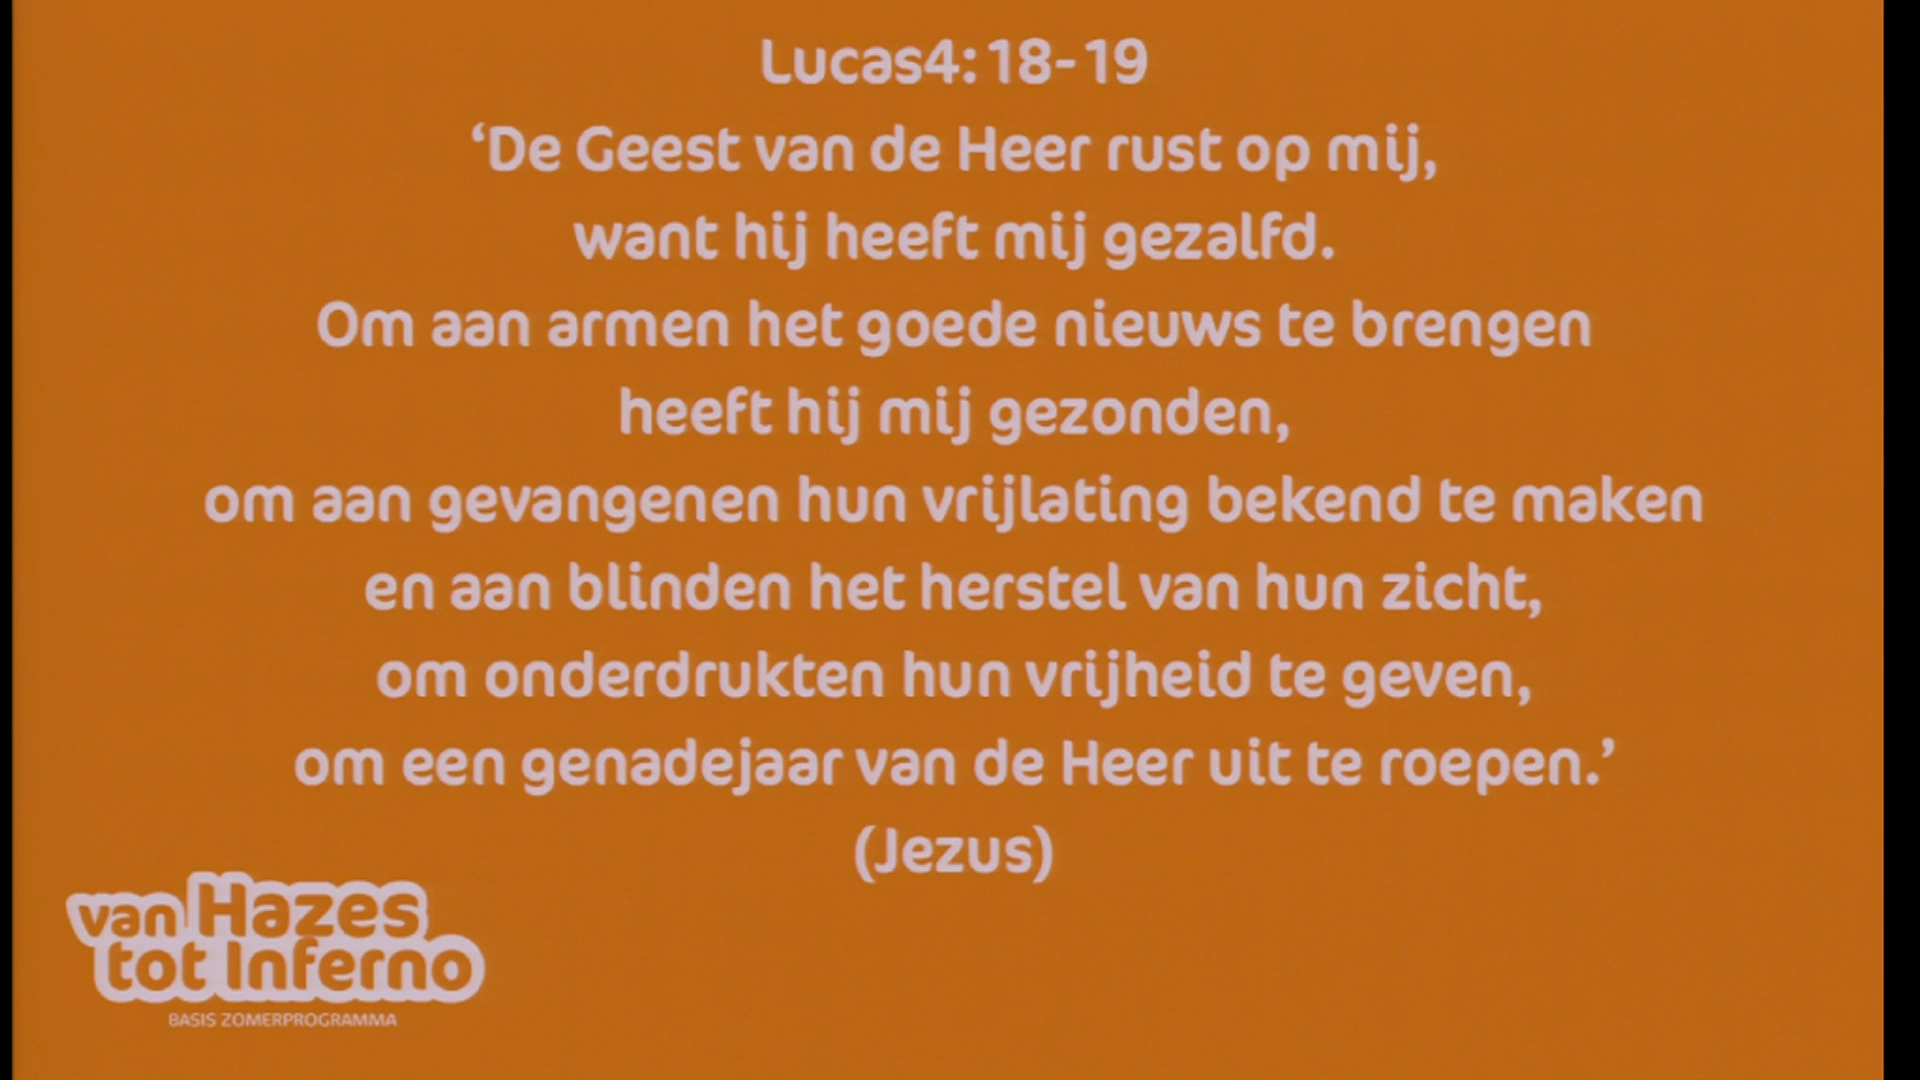 Lucas4:18-19
‘De Geest van de Heer rust op mij,
want hij heeft mij gezalfd.
Om aan armen het goede nieuws te brengen
heeft hij mij gezonden,
om aan gevangenen hun vrijlating bekend te maken
en aan blinden het herstel van hun zicht,
om onderdrukten hun vrijheid te geven,
om een genadejaar van de Heer uit te roepen.’
(Jezus)
van Hazes
tot Inferno
BASIS ZOMERPROGRAMMA